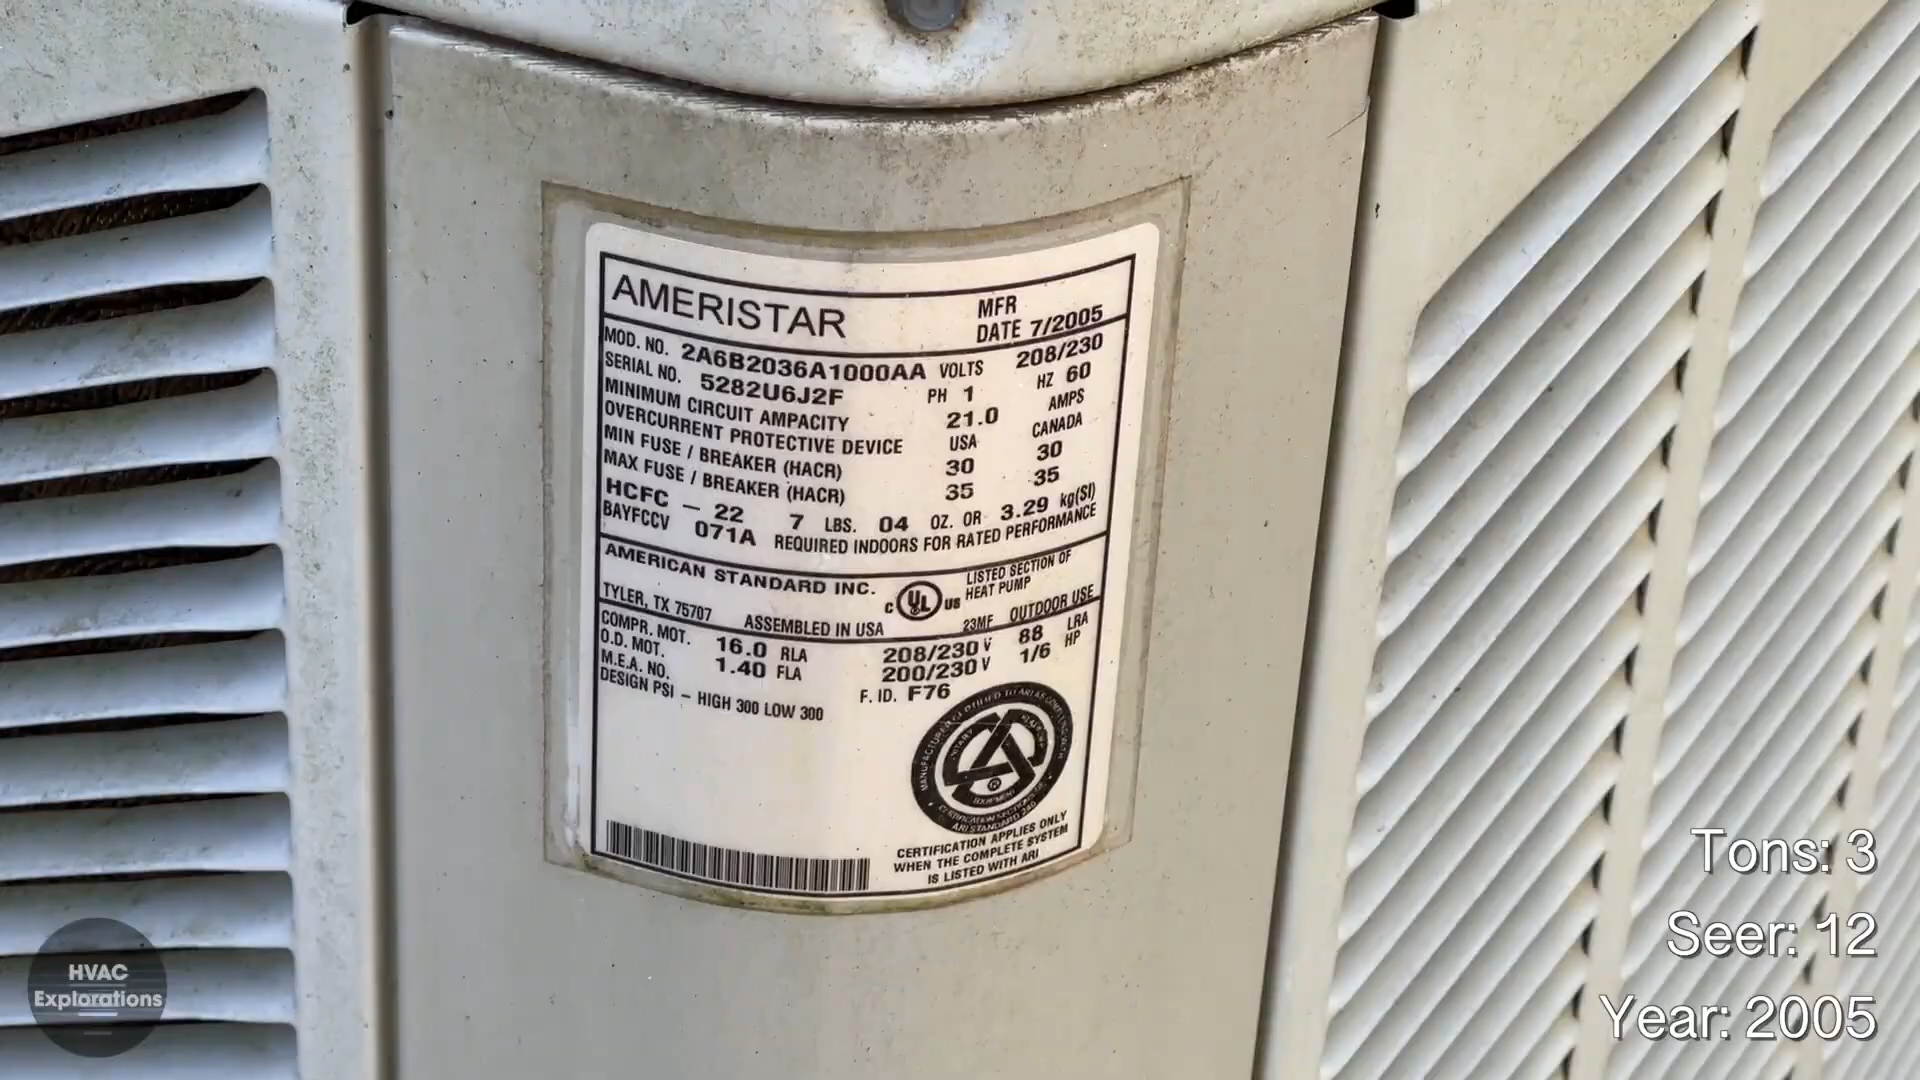 AMERISTAR
MFR
DATE 7/2005
MOD. NO. 2A6B2036A1000AA VOLTS 208/230
SERIAL NO. 5282U6J2F PH 1 HZ 60
MINIMUM CIRCUIT AMPACITY 21.0 AMPS
OVERCURRENT PROTECTIVE DEVICE USA CANADA
MIN FUSE / BREAKER (HACR) 30 30
MAX FUSE / BREAKER (HACR) 35 35
HCFC - 22 7 LBS. 04 OZ. OR 3.29 kg(SI)
BAYFCCV 071A REQUIRED INDOORS FOR RATED PERFORMANCE
AMERICAN STANDARD INC.
TYLER, TX 75707 ASSEMBLED IN USA
C UL US
LISTED SECTION OF
HEAT PUMP
23MF OUTDOOR USE
COMPR. MOT. 16.0 RLA 208/230 V 88 LRA
O.D. MOT. 1.40 FLA 200/230 V 1/6 HP
M.E.A. NO. F. ID. F76
DESIGN PSI - HIGH 300 LOW 300
EQUIPMENT
ARI STANDARD 240
CERTIFICATION APPLIES ONLY
WHEN THE COMPLETE SYSTEM
IS LISTED WITH ARI
Tons: 3
Seer: 12
Year: 2005
HVAC
Explorations